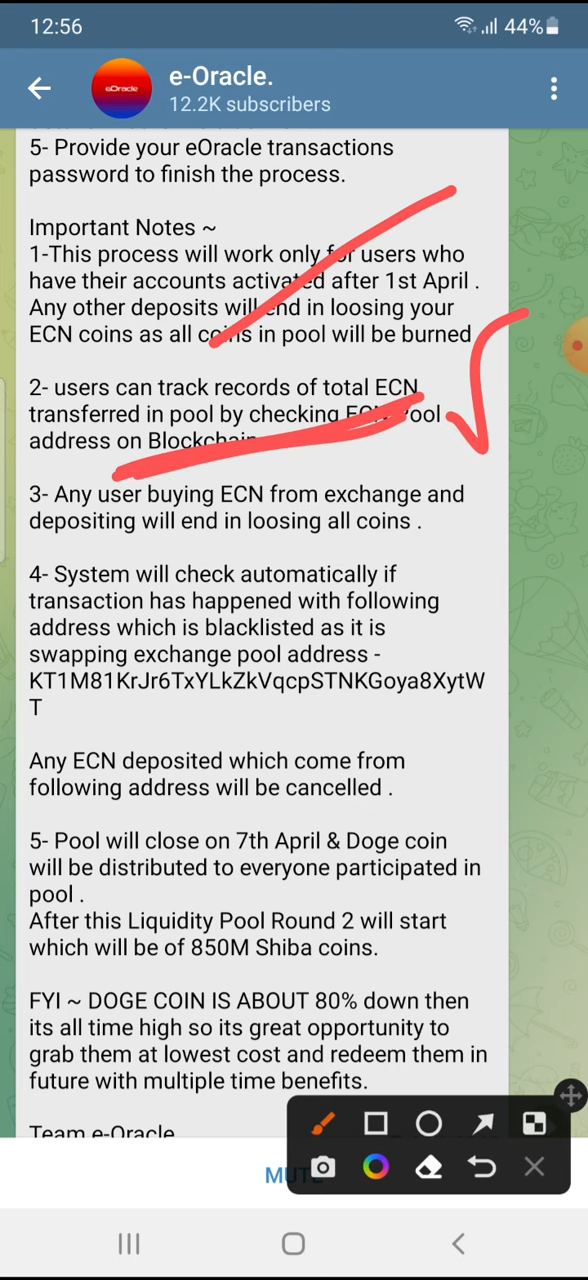 12:56
44%
e-Oracle.
eOracle
12.2K subscribers
5- Provide your eOracle transactions
password to finish the process.
Important Notes ~
1-This process will work only for users who
have their accounts activated after 1st April .
Any other deposits will end in loosing your
ECN coins as all coins in pool will be burned
2- users can track records of total ECN
transferred in pool by checking ECN Pool
address on Blockchain
3- Any user buying ECN from exchange and
depositing will end in loosing all coins .
4- System will check automatically if
transaction has happened with following
address which is blacklisted as it is
swapping exchange pool address -
KT1M81KrJr6TxYLkZkVqcpSTNKGoya8XytW
T
Any ECN deposited which come from
following address will be cancelled .
5- Pool will close on 7th April & Doge coin
will be distributed to everyone participated in
pool .
After this Liquidity Pool Round 2 will start
which will be of 850M Shiba coins.
FYI ~ DOGE COIN IS ABOUT 80% down then
its all time high so its great opportunity to
grab them at lowest cost and redeem them in
future with multiple time benefits.
Team e-Oracle